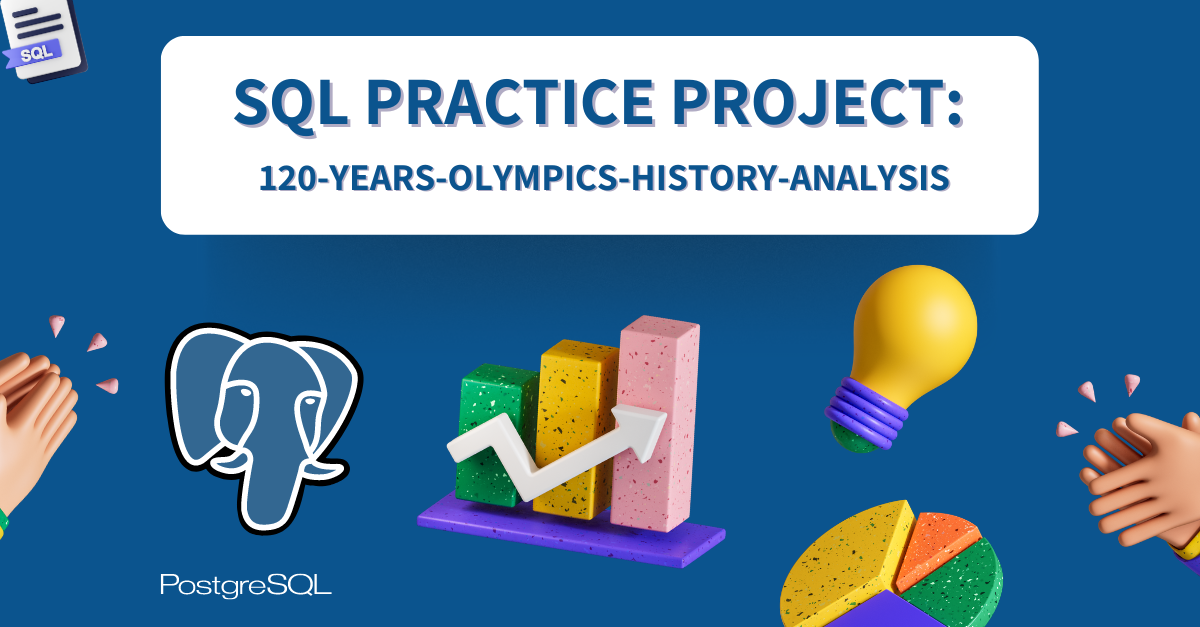 SQL
SQL PRACTICE PROJECT:
120-YEARS-OLYMPICS-HISTORY-ANALYSIS
PostgreSQL